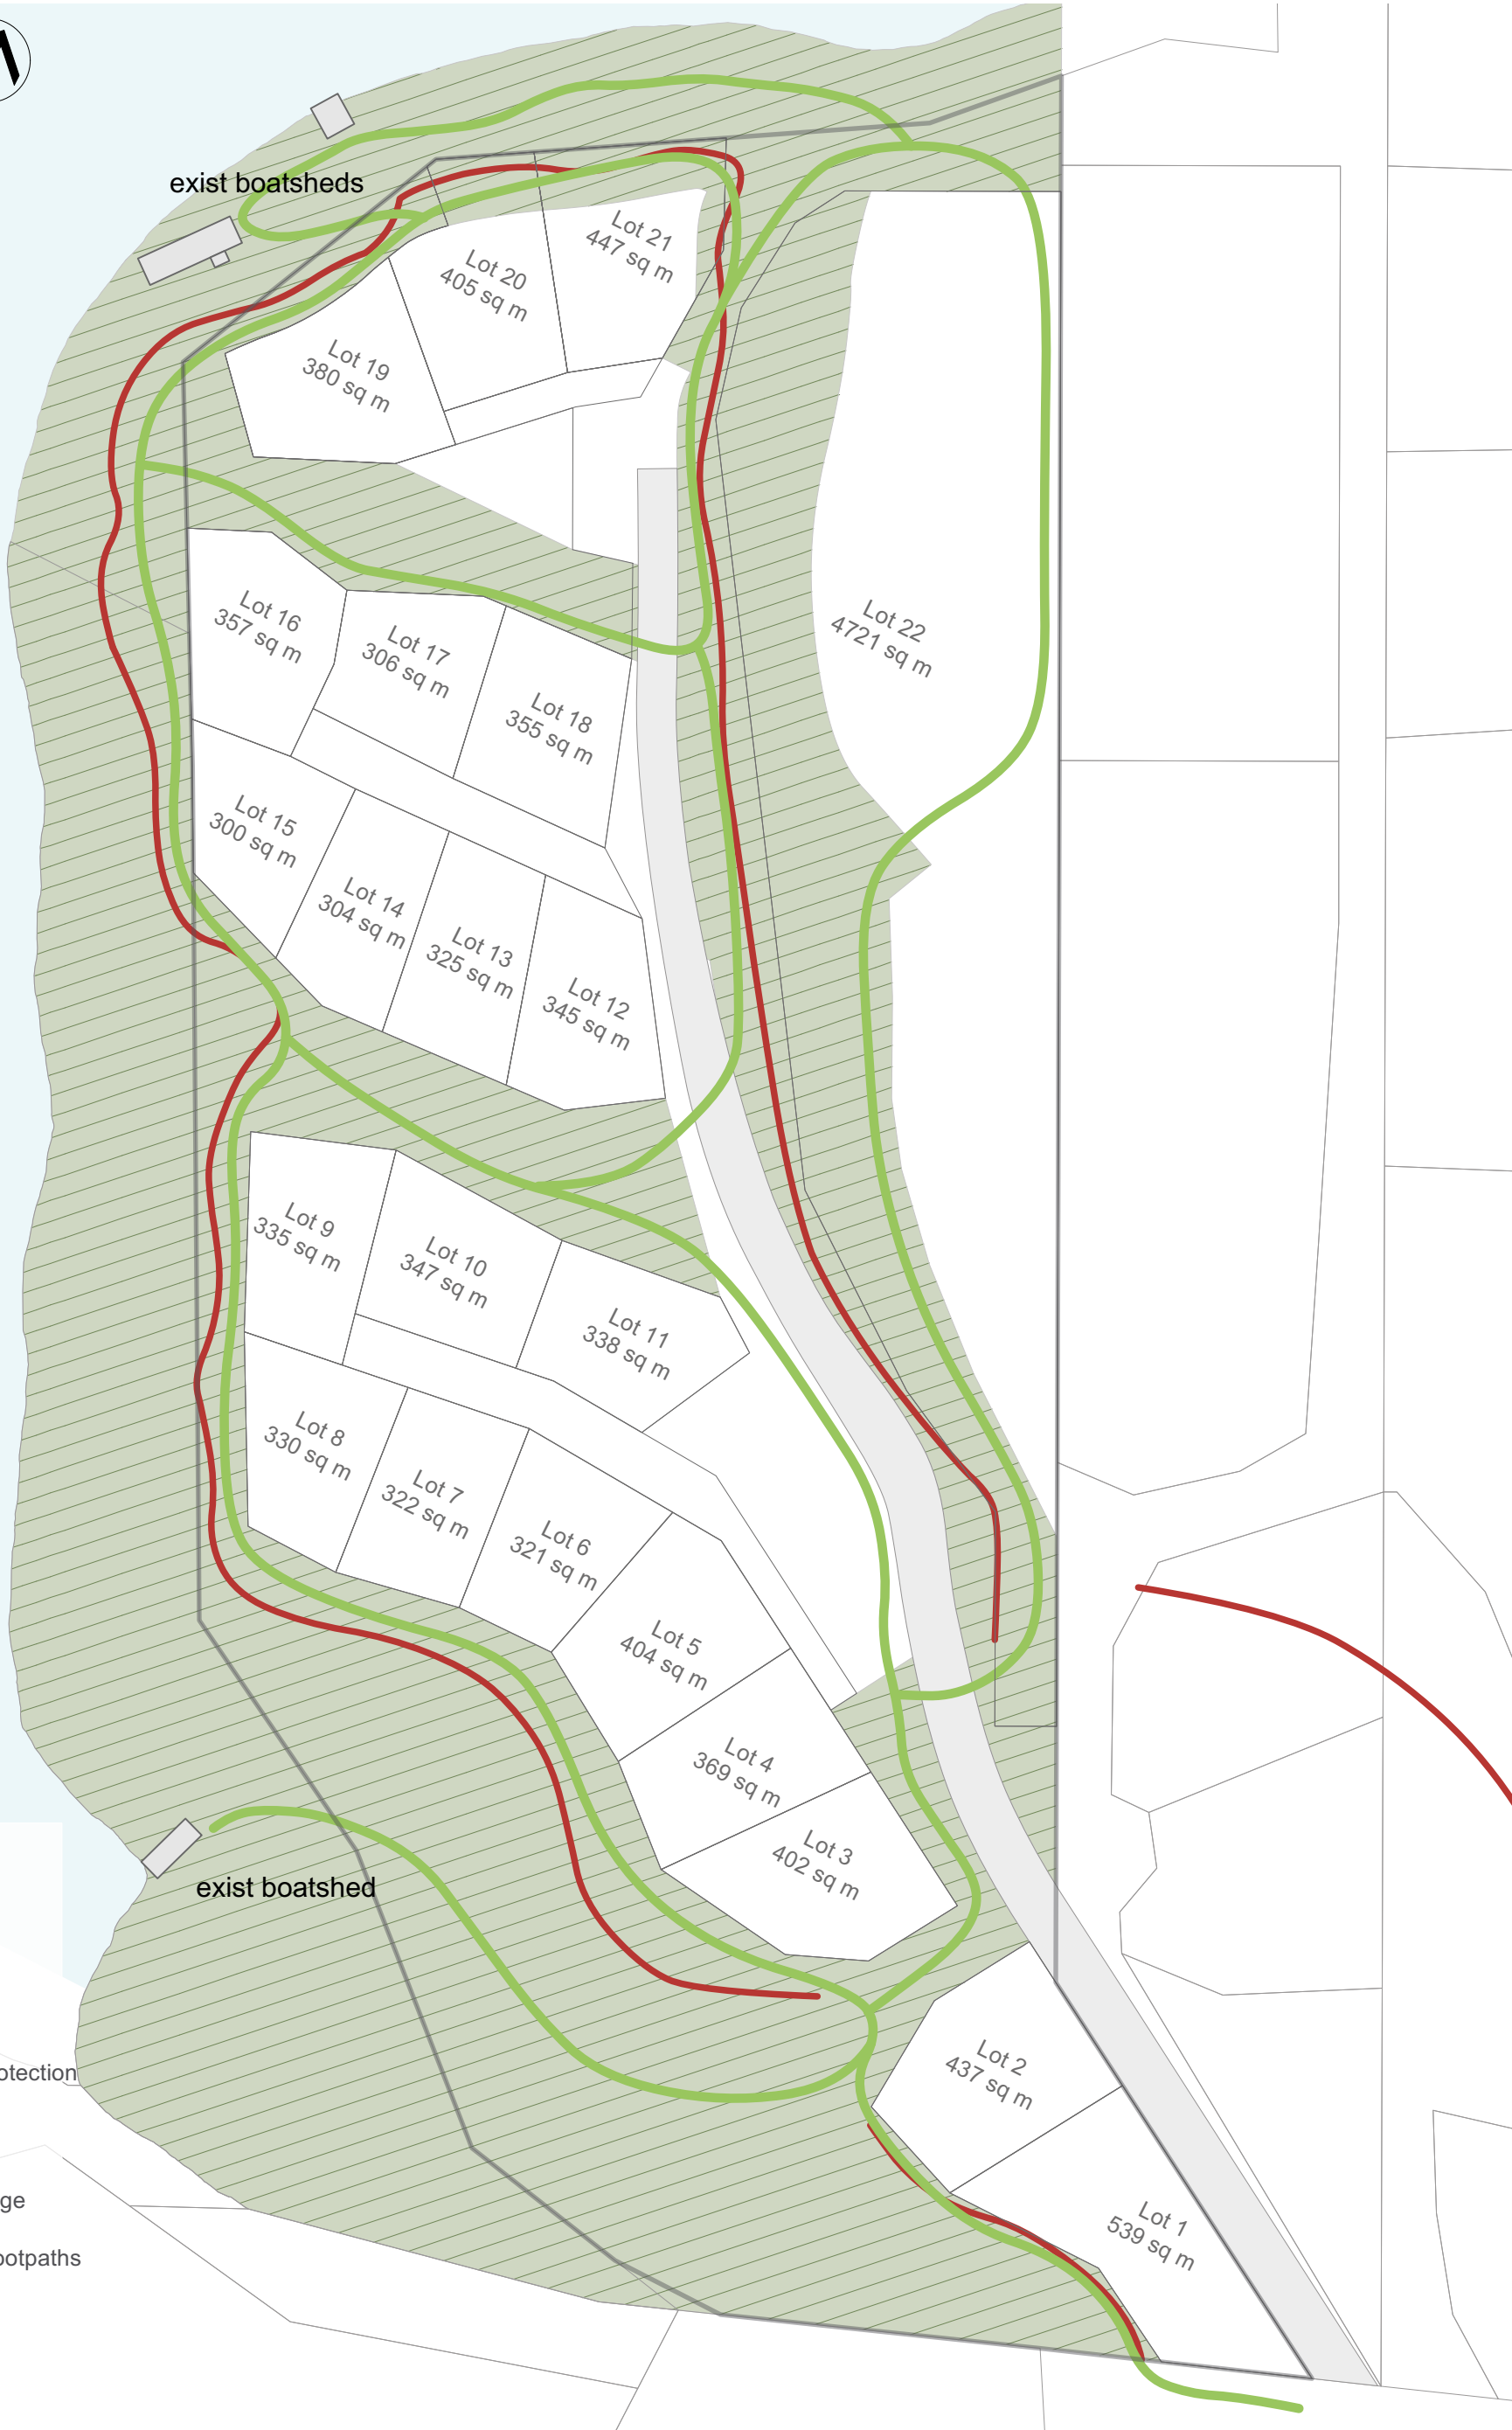 exist boatsheds
Lot 21
447 sq m
Lot 20
405 sq m
Lot 19
380 sq m
Lot 16
357 sq m
Lot 17
306 sq m
Lot 18
355 sq m
Lot 22
4721 sq m
Lot 15
300 sq m
Lot 14
304 sq m
Lot 13
325 sq m
Lot 12
345 sq m
Lot 9
335 sq m
Lot 10
347 sq m
Lot 11
338 sq m
Lot 8
330 sq m
Lot 7
322 sq m
Lot 6
321 sq m
Lot 5
404 sq m
Lot 4
369 sq m
Lot 3
402 sq m
exist boatshed
Lot 2
437 sq m
otection
Lot 1
539 sq m
ge
ootpaths